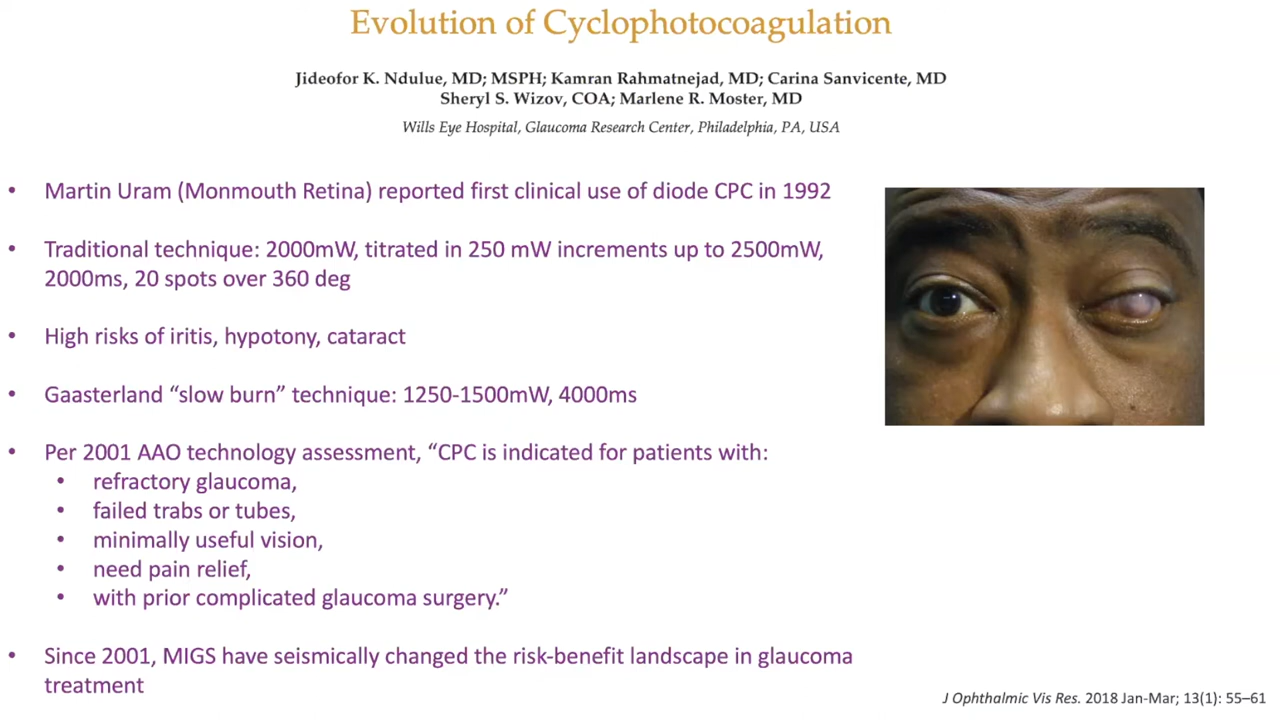 Evolution of Cyclophotocoagulation
Jideofor K. Ndulue, MD; MSPH; Kamran Rahmatnejad, MD; Carina Sanvicente, MD
Sheryl S. Wizov, COA; Marlene R. Moster, MD
Wills Eye Hospital, Glaucoma Research Center, Philadelphia, PA, USA
• Martin Uram (Monmouth Retina) reported first clinical use of diode CPC in 1992
• Traditional technique: 2000mW, titrated in 250 mW increments up to 2500mW,
2000ms, 20 spots over 360 deg
• High risks of iritis, hypotony, cataract
• Gaasterland “slow burn” technique: 1250-1500mW, 4000ms
• Per 2001 AAO technology assessment, “CPC is indicated for patients with:
• refractory glaucoma,
• failed trabs or tubes,
• minimally useful vision,
• need pain relief,
• with prior complicated glaucoma surgery.”
• Since 2001, MIGS have seismically changed the risk-benefit landscape in glaucoma
treatment
J Ophthalmic Vis Res. 2018 Jan-Mar; 13(1): 55–61